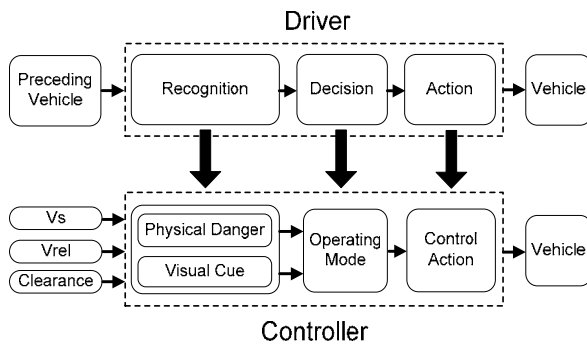 Driver
Preceding
Vehicle
Recognition
Decision
Action
Vehicle
Vs
Vrel
Clearance
Physical Danger
Visual Cue
Operating
Mode
Control
Action
Vehicle
Controller